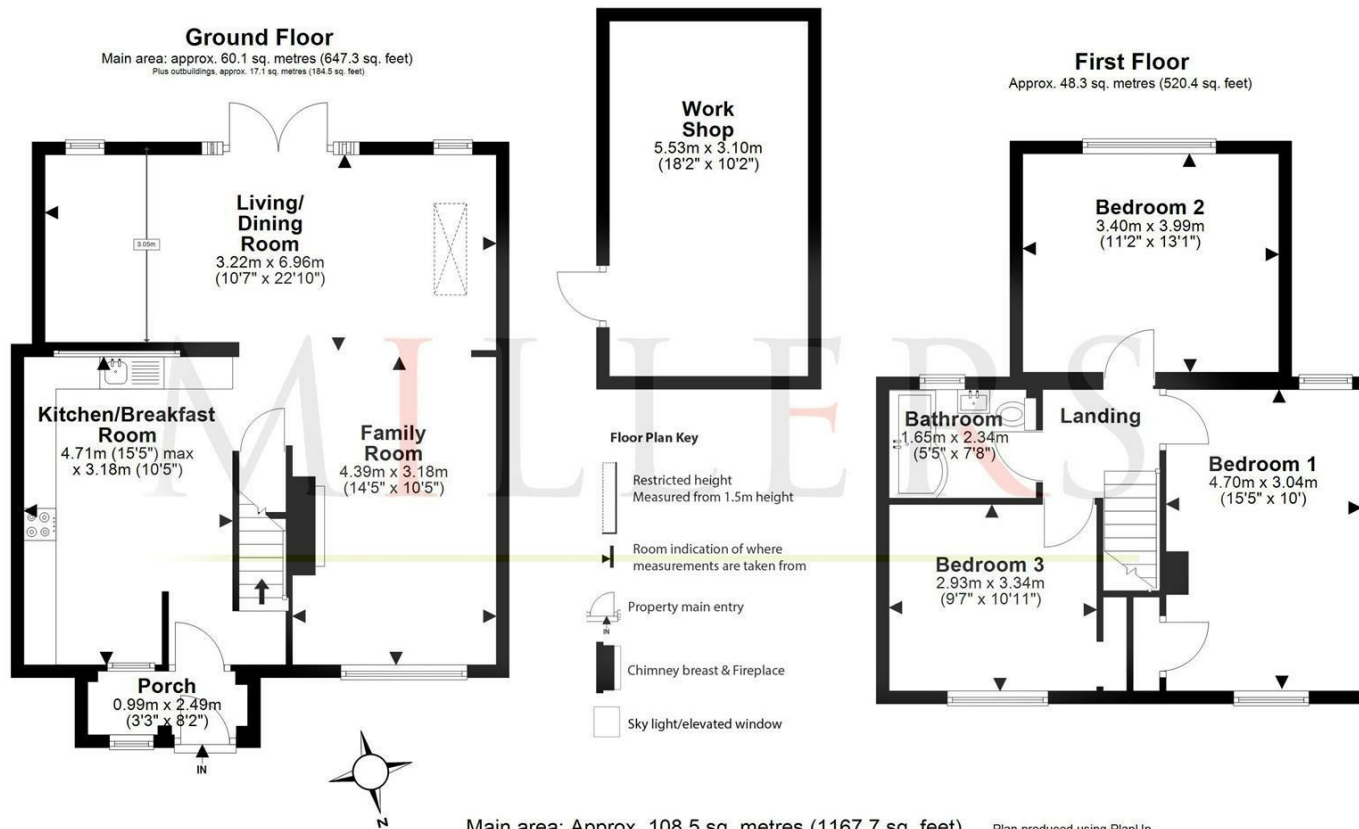 Ground Floor
Main area: approx. 60.1 sq. metres (647.3 sq. feet)
Plus outbuildings, approx. 17.1 sq. metres (184.5 sq. feet)
Living/
Dining
Room
3.22m x 6.96m
(10'7" x 22'10")
3.05m
Kitchen/Breakfast
Room
4.71m (15'5") max
x 3.18m (10'5")
Family
Room
4.39m x 3.18m
(14'5" x 10'5")
Porch
0.99m x 2.49m
(3'3" x 8'2")
IN
N
Work
Shop
5.53m x 3.10m
(18'2" x 10'2")
Floor Plan Key
Restricted height
Measured from 1.5m height
Room indication of where
measurements are taken from
Property main entry
IN
Chimney breast & Fireplace
Sky light/elevated window
First Floor
Approx. 48.3 sq. metres (520.4 sq. feet)
Bedroom 2
3.40m x 3.99m
(11'2" x 13'1")
Bathroom
1.65m x 2.34m
(5'5" x 7'8")
Landing
Bedroom 1
4.70m x 3.04m
(15'5" x 10')
Bedroom 3
2.93m x 3.34m
(9'7" x 10'11")
MILLERS
Main area: Approx. 108.5 sq. metres (1167.7 sq. feet)
Plan produced using PlanUp.